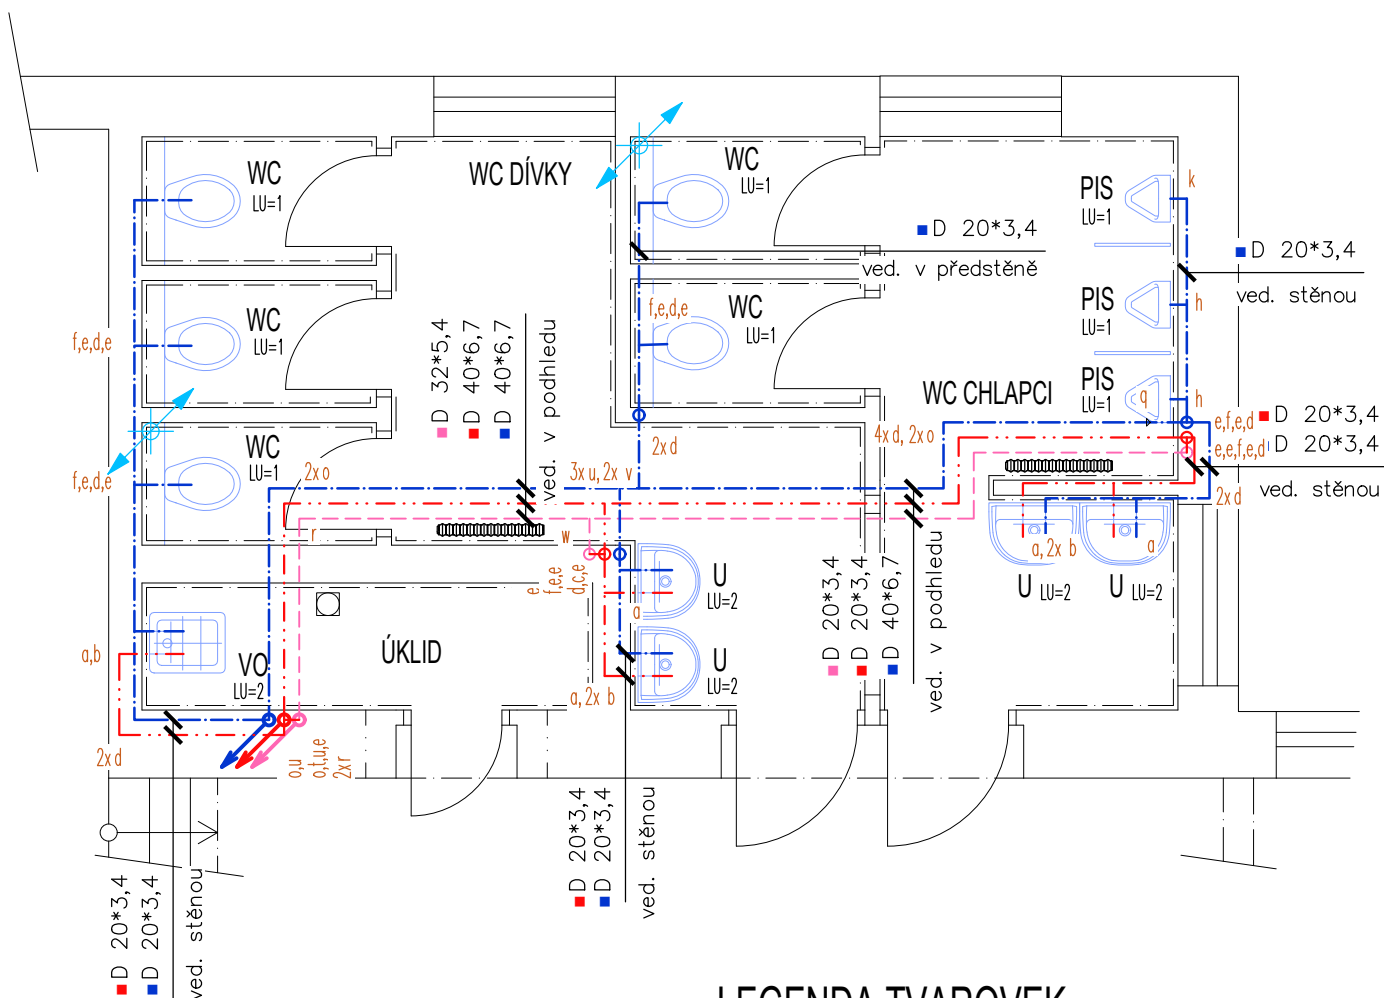 WC
LU=1
WC DÍVKY
WC
LU=1
PIS
LU=1
k
D 20*3,4
ved. v předstěně
D 20*3,4
ved. stěnou
WC
LU=1
f,e,d,e
f,e,d,e
WC
LU=1
PIS
LU=1
h
D 32*5,4
D 40*6,7
D 40*6,7
ved. v podhledu
WC CHLAPCI
PIS
LU=1
q
h
WC
LU=1
f,e,d,e
2x o
3x u, 2x v
2x d
4x d, 2x o
e,f,e,d
D 20*3,4
e,e,f,e,d
D 20*3,4
ved. stěnou
2x d
r
w
a, 2x b
a
e
f,e,e
d,c,e
U
LU=2
a
U LU=2
U LU=2
D 20*3,4
D 20*3,4
D 40*6,7
ved. v podhledu
a,b
VO
LU=2
ÚKLID
U
LU=2
a, 2x b
2x d
o,u
o,t,u,e
2x r
D 20*3,4
D 20*3,4
ved. stěnou
D 20*3,4
D 20*3,4
ved. stěnou
LEGENDA TVAROVEK